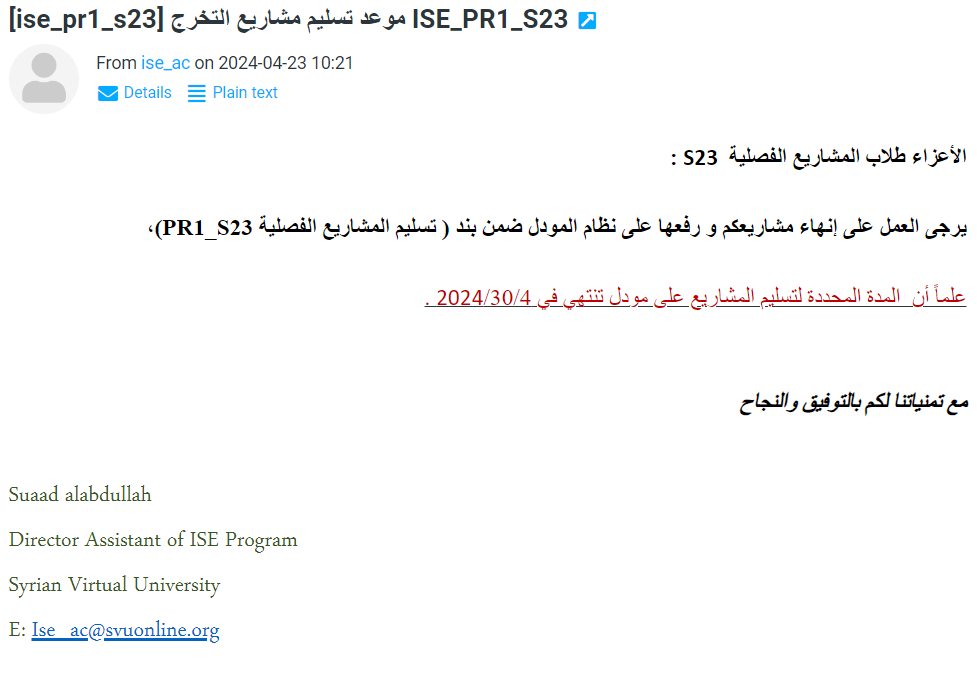 [ise_pr1_s23] موعد تسليم مشاريع التخرج ISE_PR1_S23
From ise_ac on 2024-04-23 10:21
Details Plain text
الأعزاء طلاب المشاريع الفصلية S23 :
يرجى العمل على إنهاء مشاريعكم و رفعها على نظام المودل ضمن بند ( تسليم المشاريع الفصلية PR1_S23)،
علماً أن المدة المحددة لتسليم المشاريع على مودل تنتهي في 2024/30/4 .
مع تمنياتنا لكم بالتوفيق والنجاح
Suaad alabdullah
Director Assistant of ISE Program
Syrian Virtual University
E: Ise_ac@svuonline.org